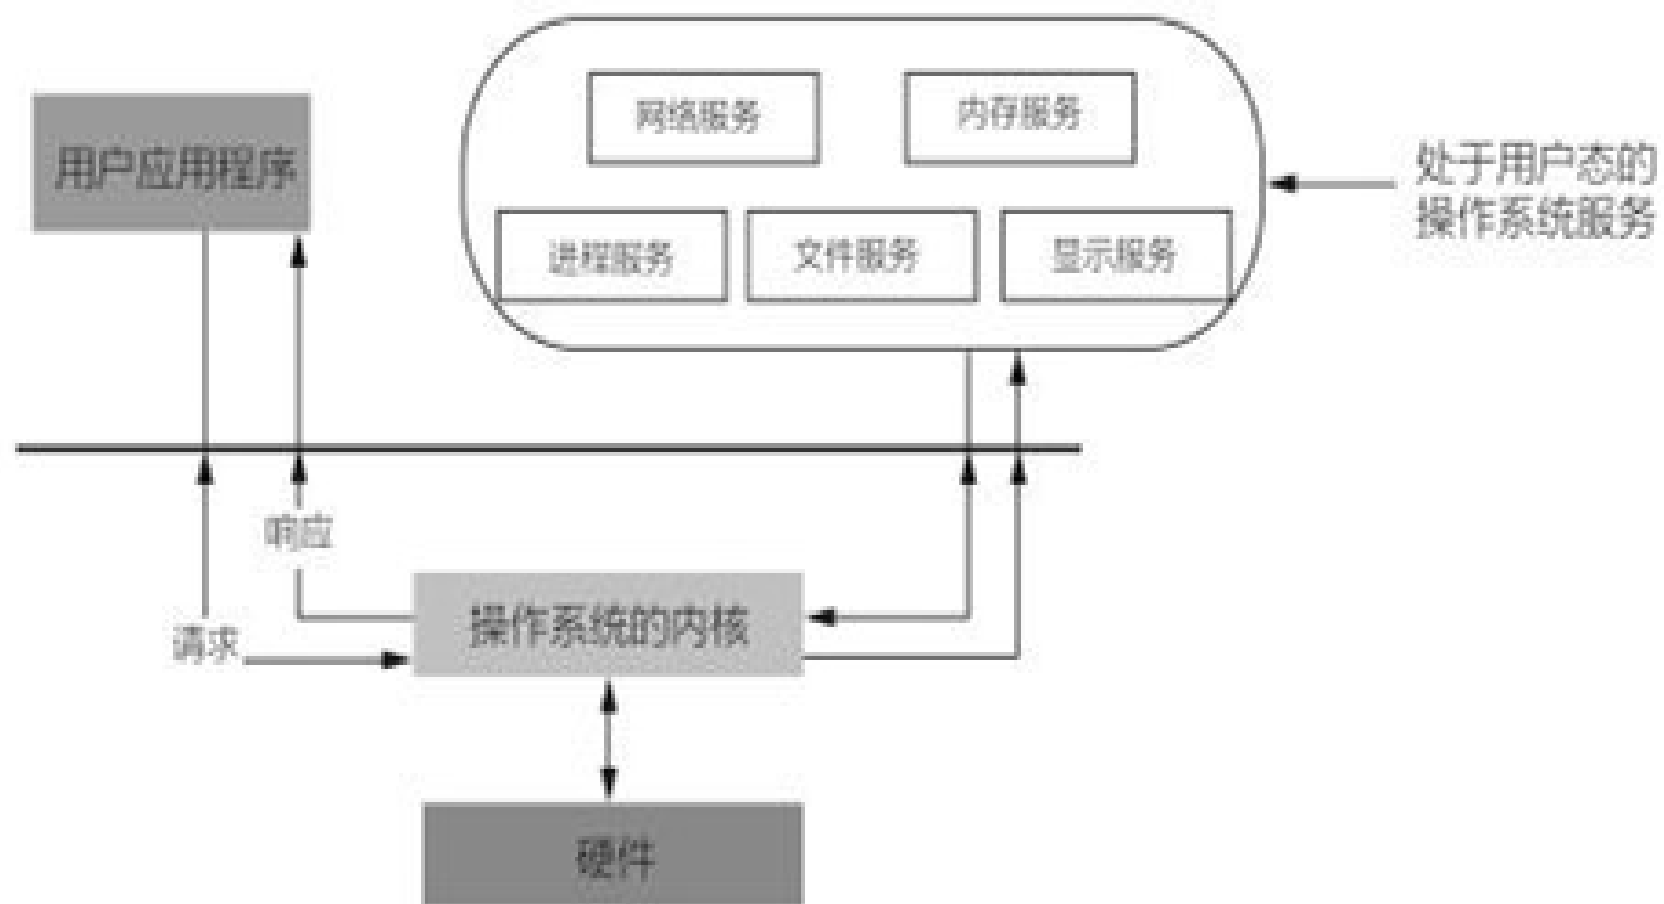 网络服务
内存服务
用户应用程序
处于用户态的
操作系统服务
进程服务
文件服务
显示服务
响应
操作系统的内核
请求
硬件